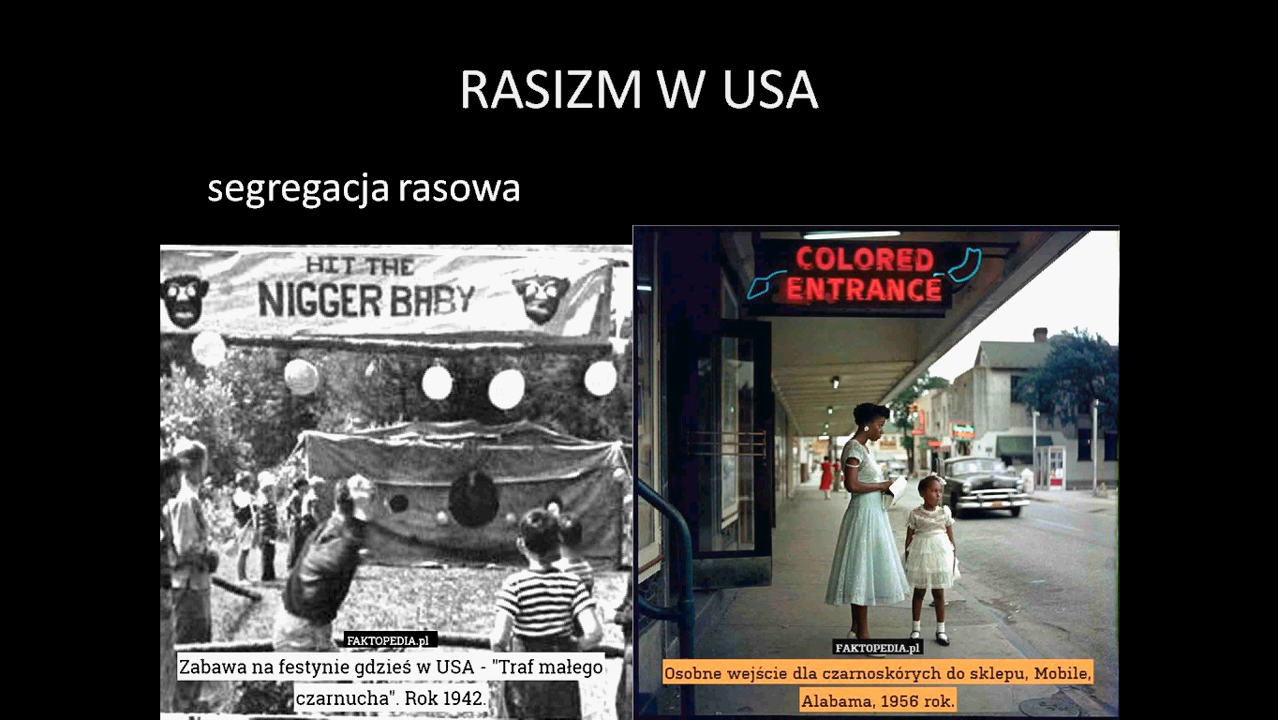 RASIZM W USA
segregacja rasowa
HIT THE
NIGGER BABY
FAKTOPEDIA.pl
Zabawa na festynie gdzieś w USA - "Traf małego
czarnucha". Rok 1942.
COLORED
ENTRANCE
FAKTOPEDIA.pl
Osobne wejście dla czarnoskórych do sklepu, Mobile,
Alabama, 1956 rok.